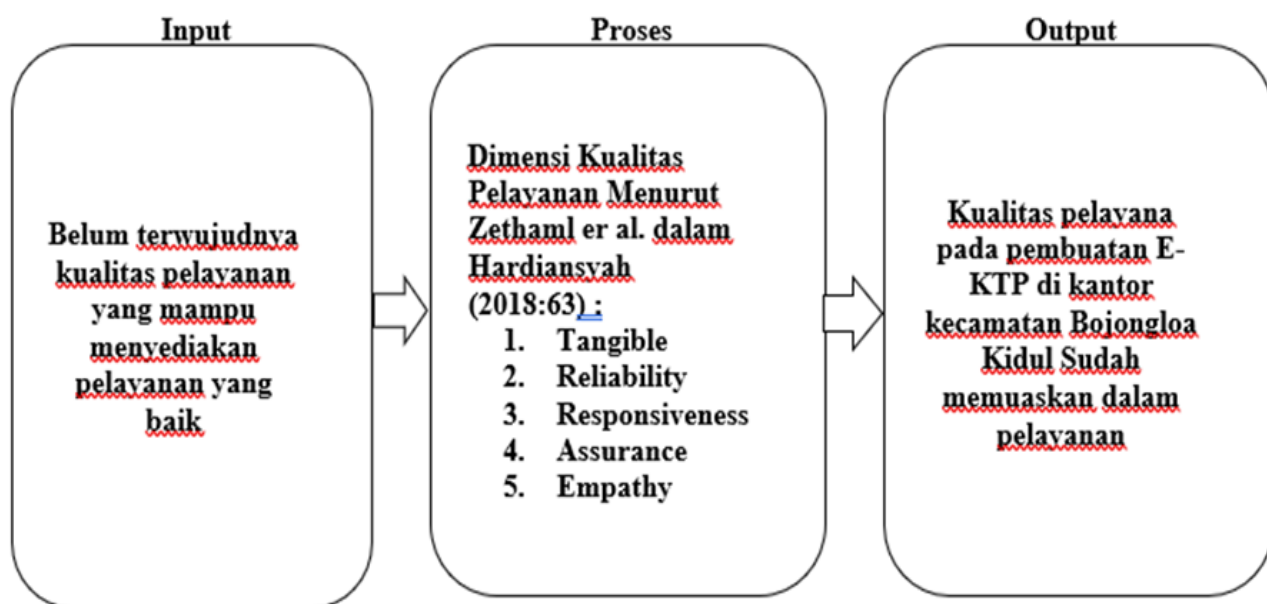 Input
Belum terwujudnya
kualitas pelayanan
yang mampu
menyediakan
pelayanan yang
baik
Proses
Dimensi Kualitas
Pelayanan Menurut
Zethaml er al. dalam
Hardiansyah
(2018:63) :
1. Tangible
2. Reliability
3. Responsiveness
4. Assurance
5. Empathy
Output
Kualitas pelayana
pada pembuatan E-
KTP di kantor
kecamatan Bojongloa
Kidul Sudah
memuaskan dalam
pelayanan